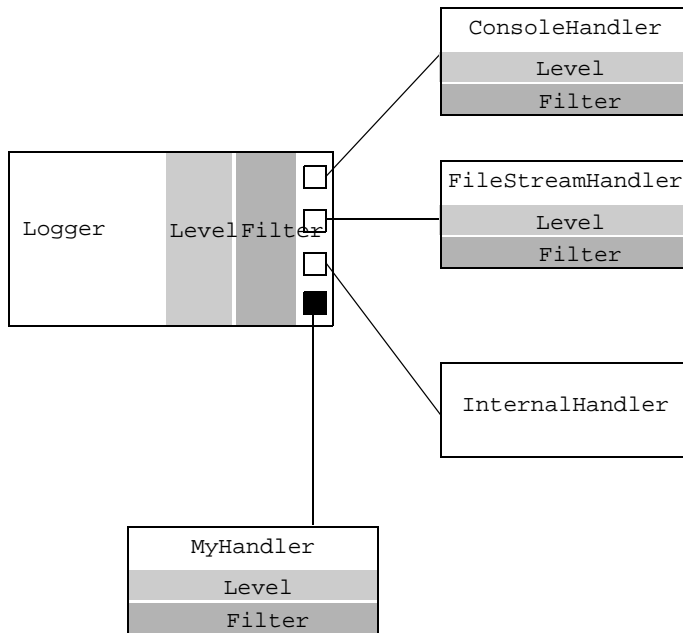 ConsoleHandler
Level
Filter
FileStreamHandler
Level
Filter
Logger
Level
Filter
InternalHandler
MyHandler
Level
Filter